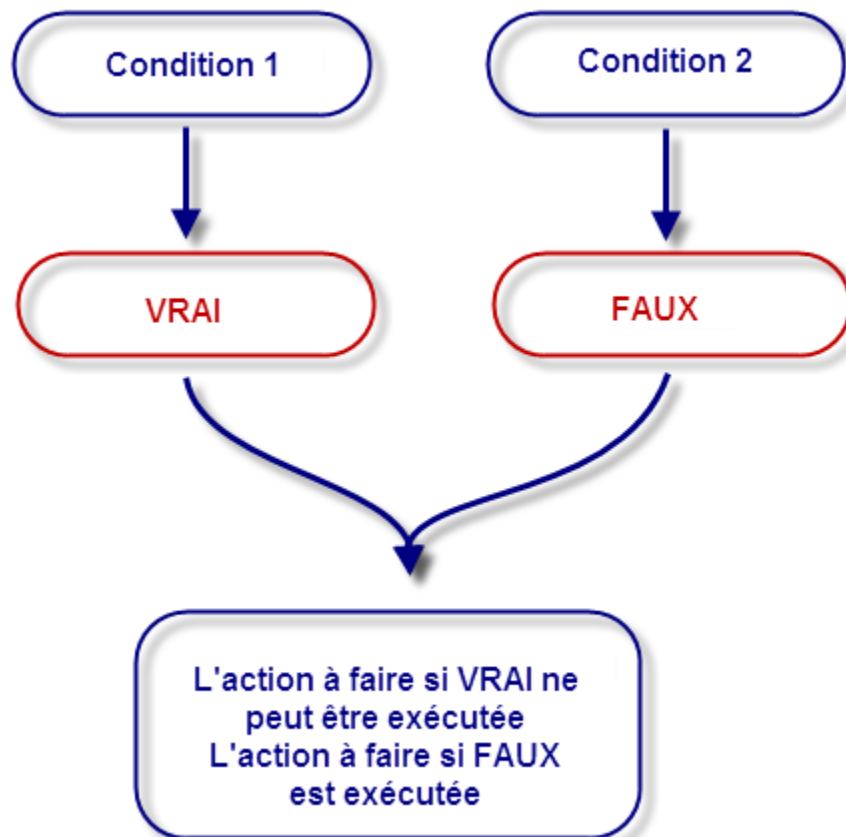 Condition 1
Condition 2
VRAI
FAUX
L'action à faire si VRAI ne
peut être exécutée
L'action à faire si FAUX
est exécutée